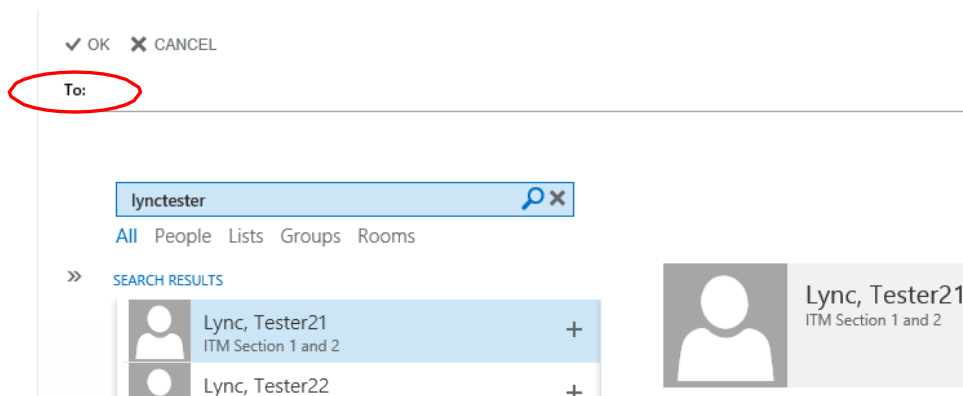 OK CANCEL
To:
lynctester
All People Lists Groups Rooms
SEARCH RESULTS
Lync, Tester21
ITM Section 1 and 2
Lync, Tester22
Lync, Tester21
ITM Section 1 and 2